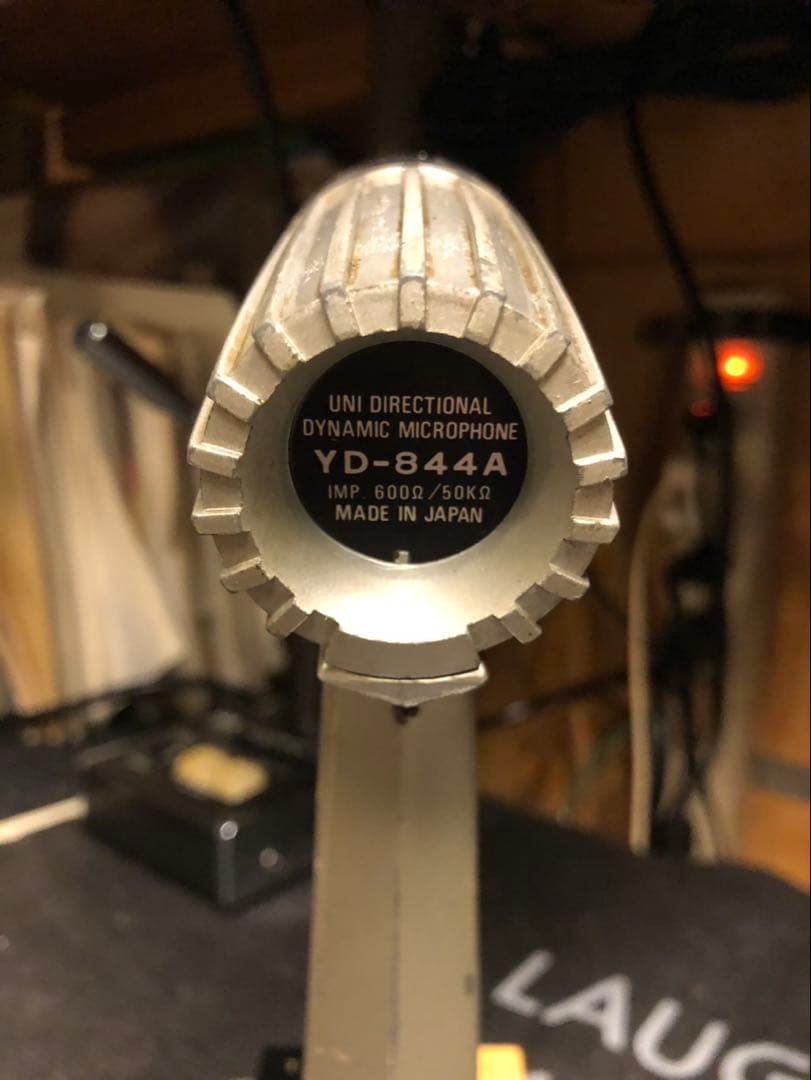 UNI DIRECTIONAL
DYNAMIC MICROPHONE
YD-844A
IMP. 600Ω/50KΩ
MADE IN JAPAN
LAUG